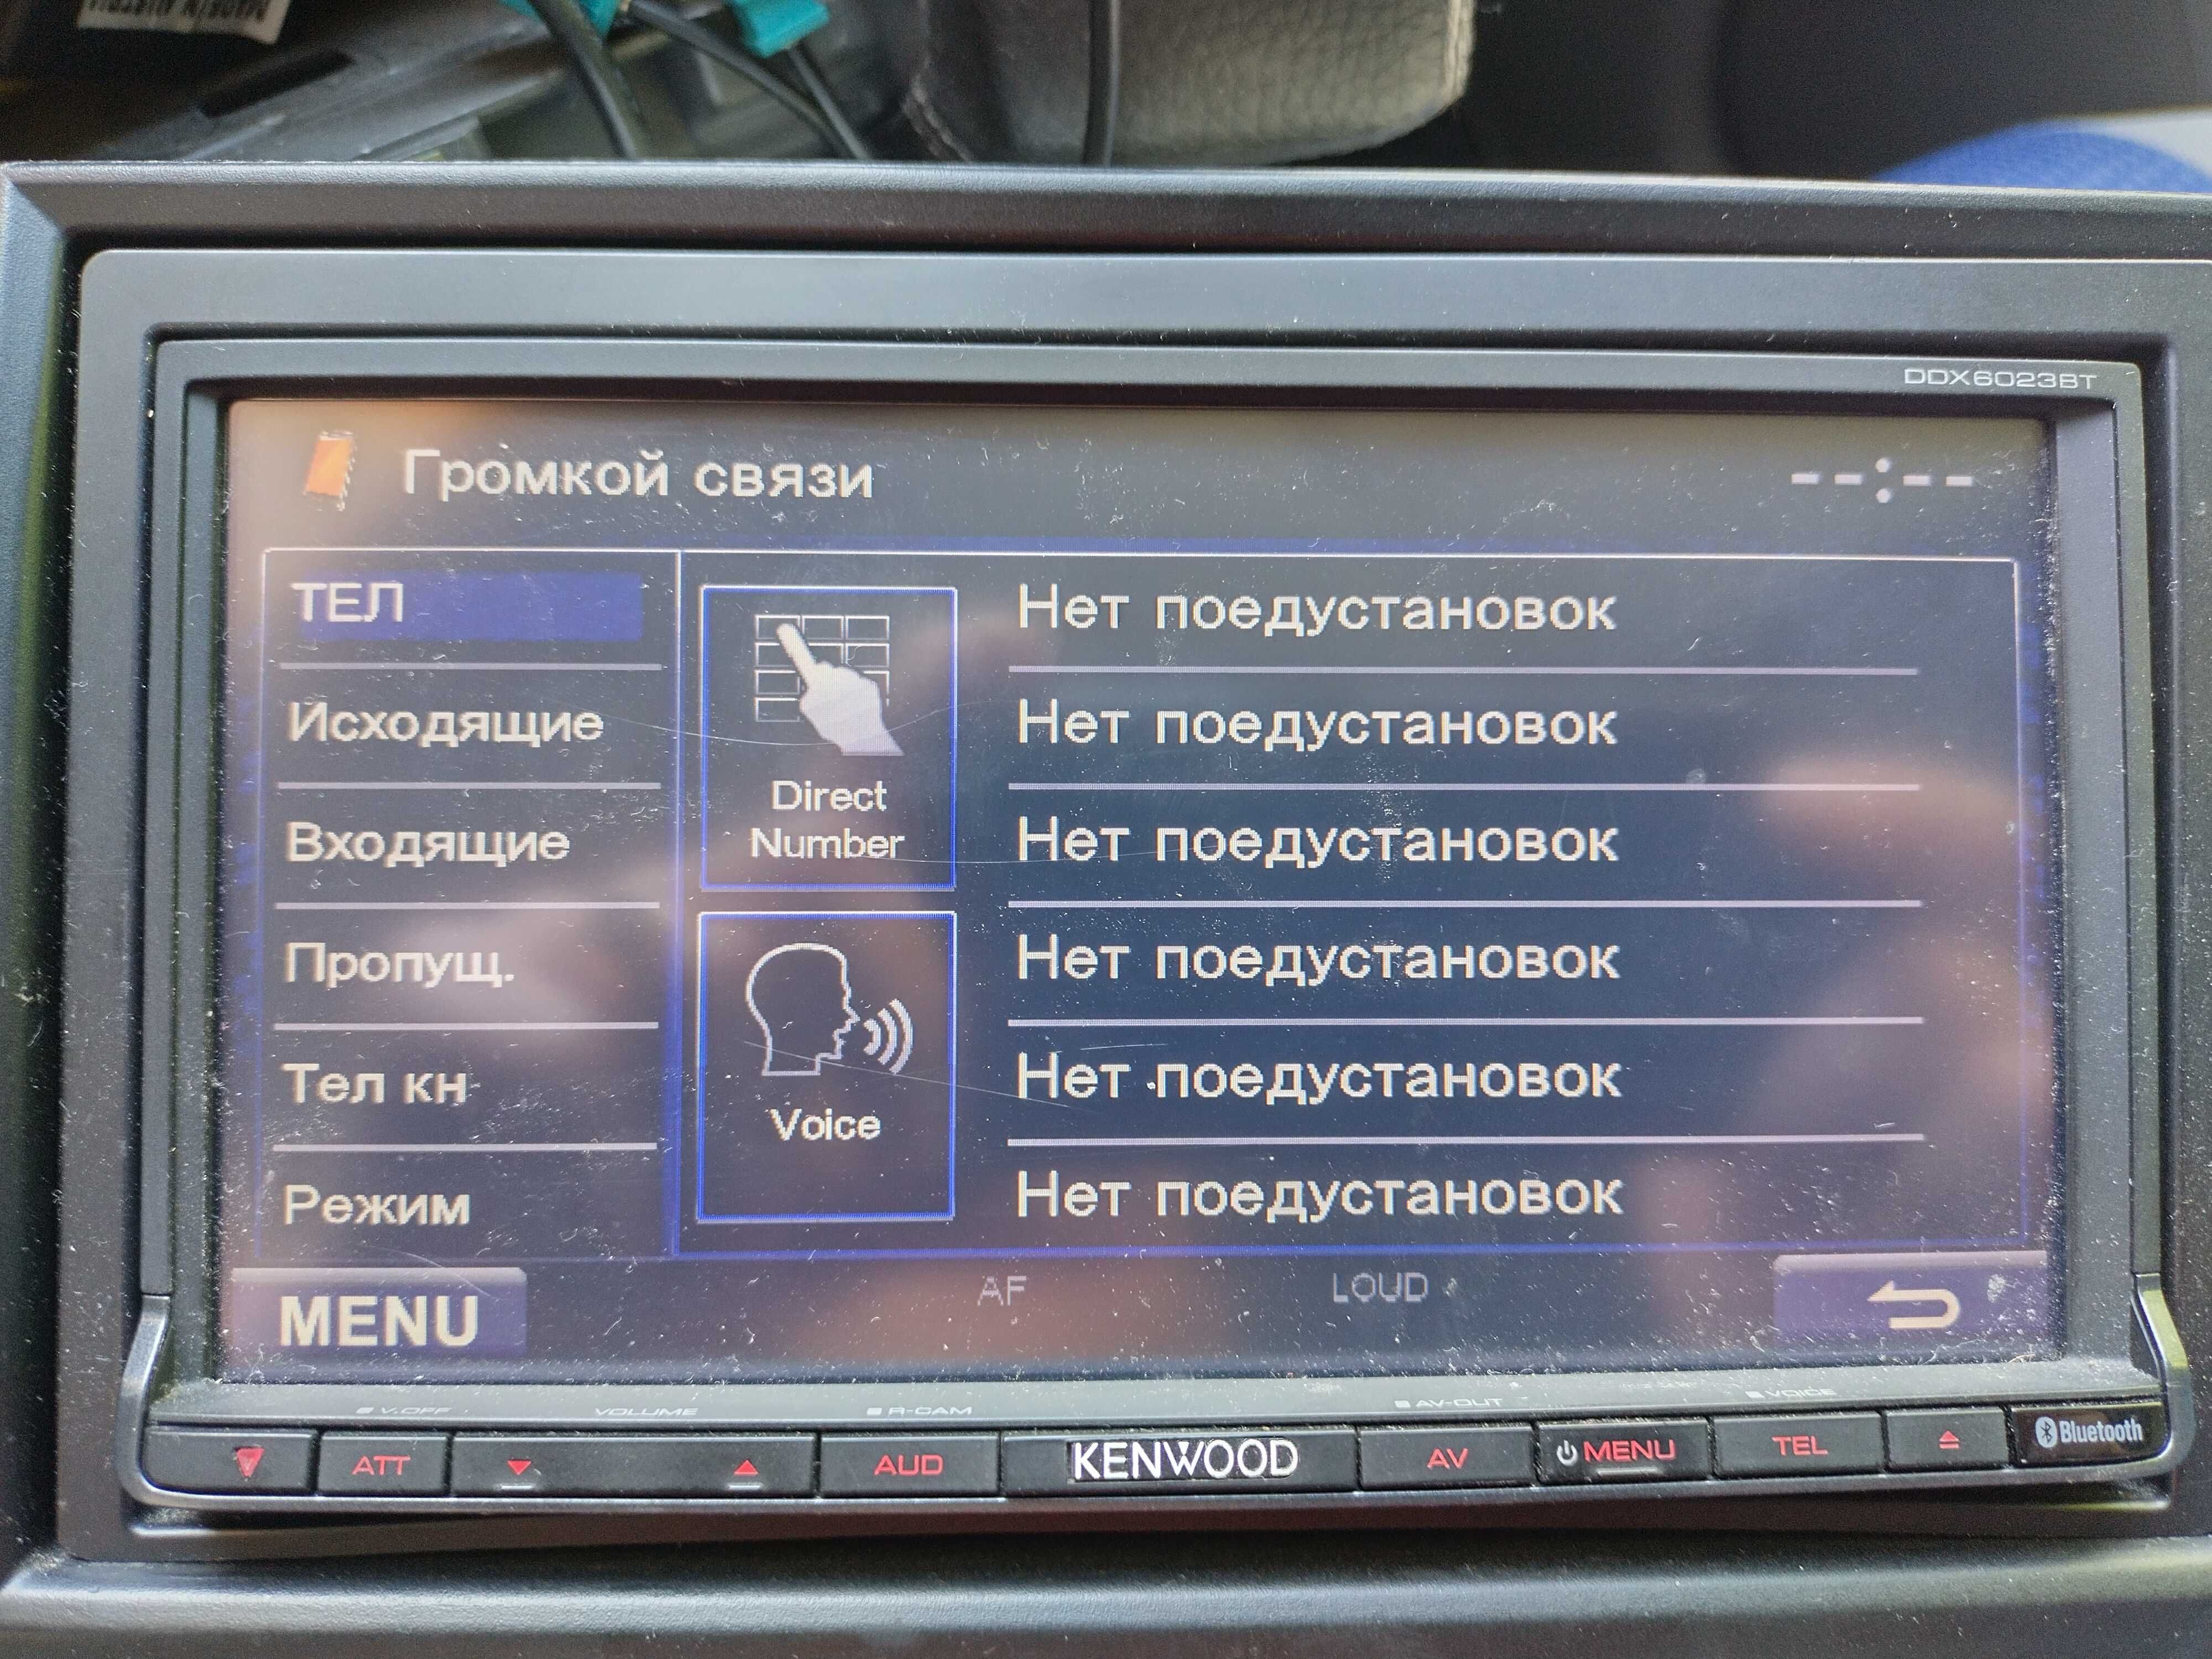 DDX6023BT
Громкой связи
--:--
ТЕЛ
Исходящие
Входящие
Пропущ.
Тел кн
Режим
Direct
Number
Voice
Нет поедустановок
Нет поедустановок
Нет поедустановок
Нет поедустановок
Нет поедустановок
Нет поедустановок
MENU
AF
LOUD
V.OFF
VOLUME
R-CAM
AV-OUT
VOICE
ATT
AUD
KENWOOD
AV
MENU
TEL
Bluetooth